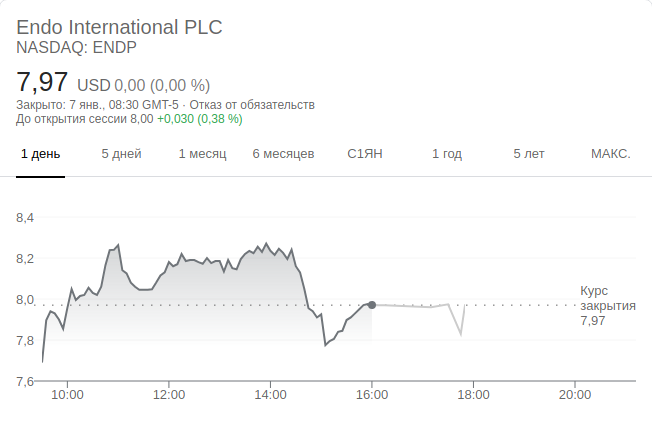 Endo International PLC
NASDAQ: ENDP
7,97 USD 0,00 (0,00 %)
Закрыто: 7 янв., 08:30 GMT-5 · Отказ от обязательств
До открытия сессии 8,00 +0,030 (0,38 %)
1 день 5 дней 1 месяц 6 месяцев С1ЯН 1 год 5 лет МАКС.
8,4
8,2
8,0
7,8
7,6
Курс
закрытия
7,97
10:00 12:00 14:00 16:00 18:00 20:00